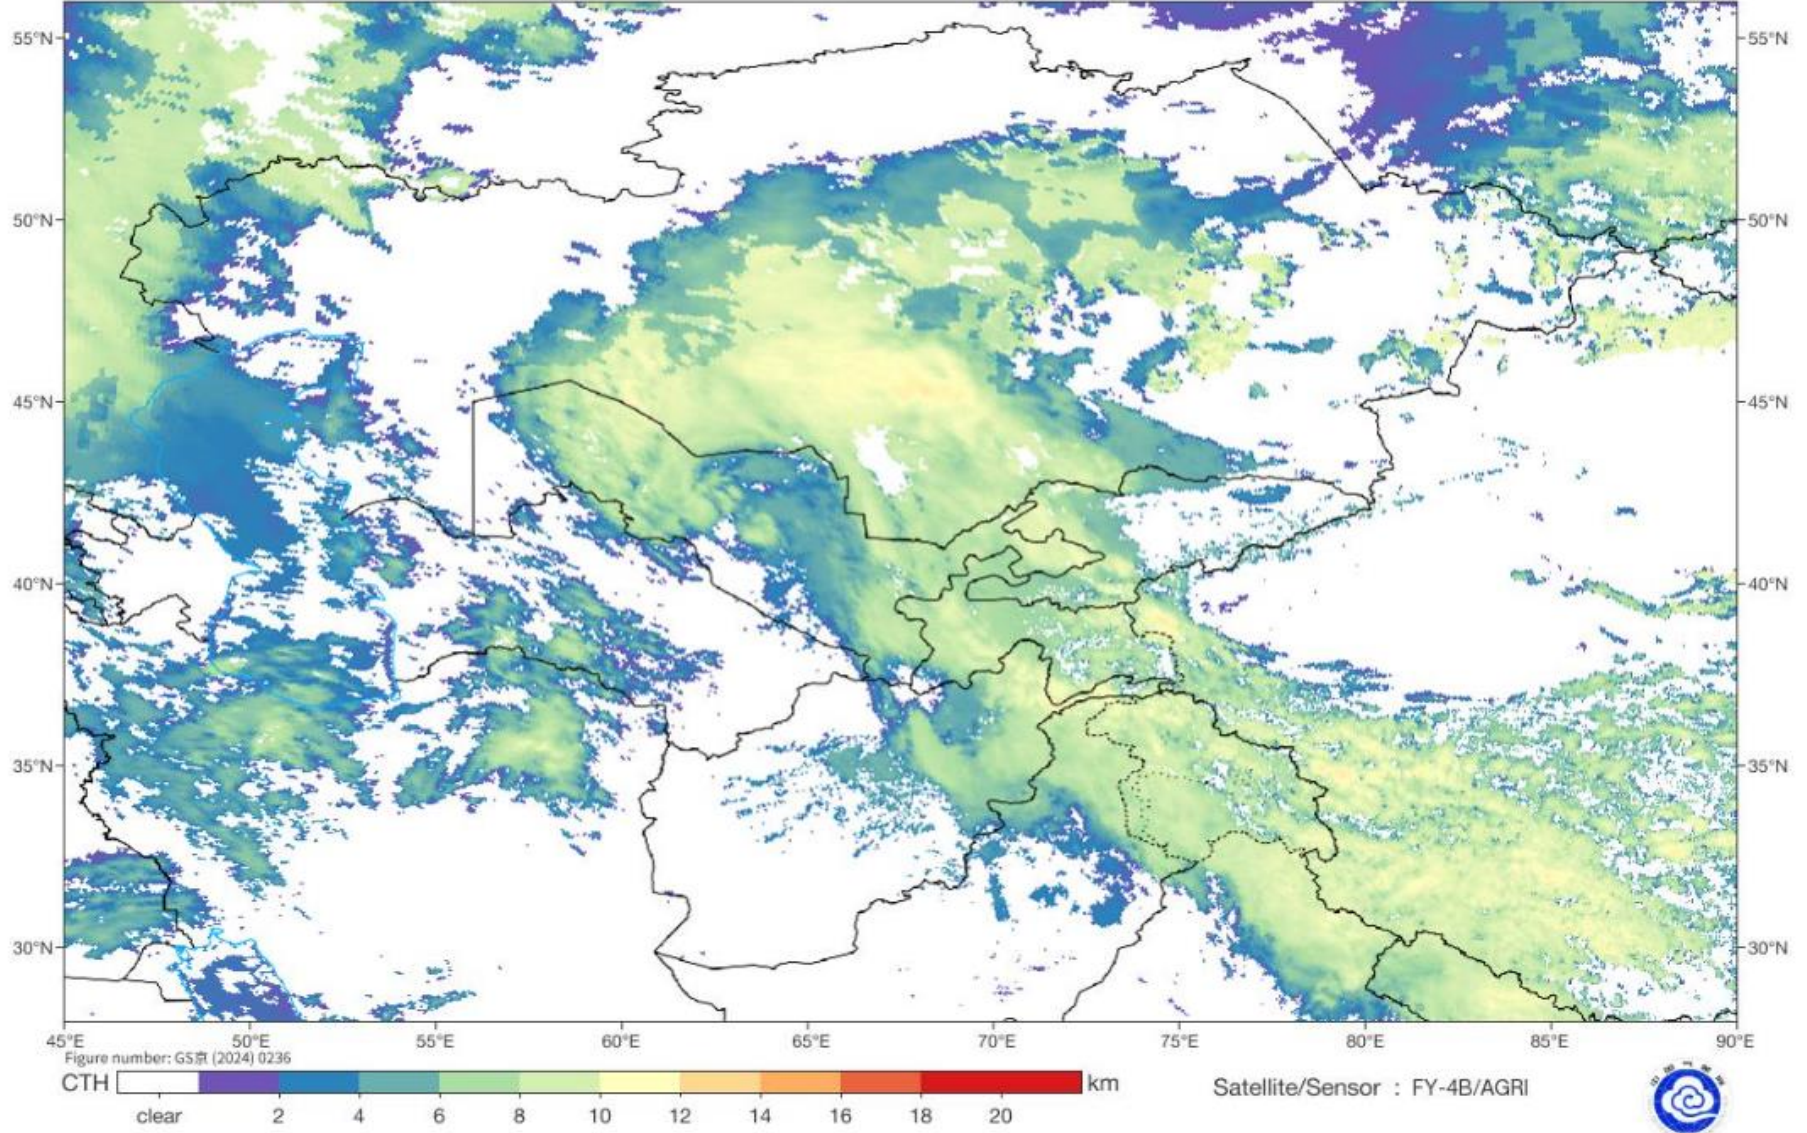 55°N 55°N
50°N 50°N
45°N 45°N
40°N 40°N
35°N 35°N
30°N 30°N
45°E 50°E 55°E 60°E 65°E 70°E 75°E 80°E 85°E 90°E
Figure number: GS京 (2024) 0236
CTH km Satellite/Sensor : FY-4B/AGRI
clear 2 4 6 8 10 12 14 16 18 20